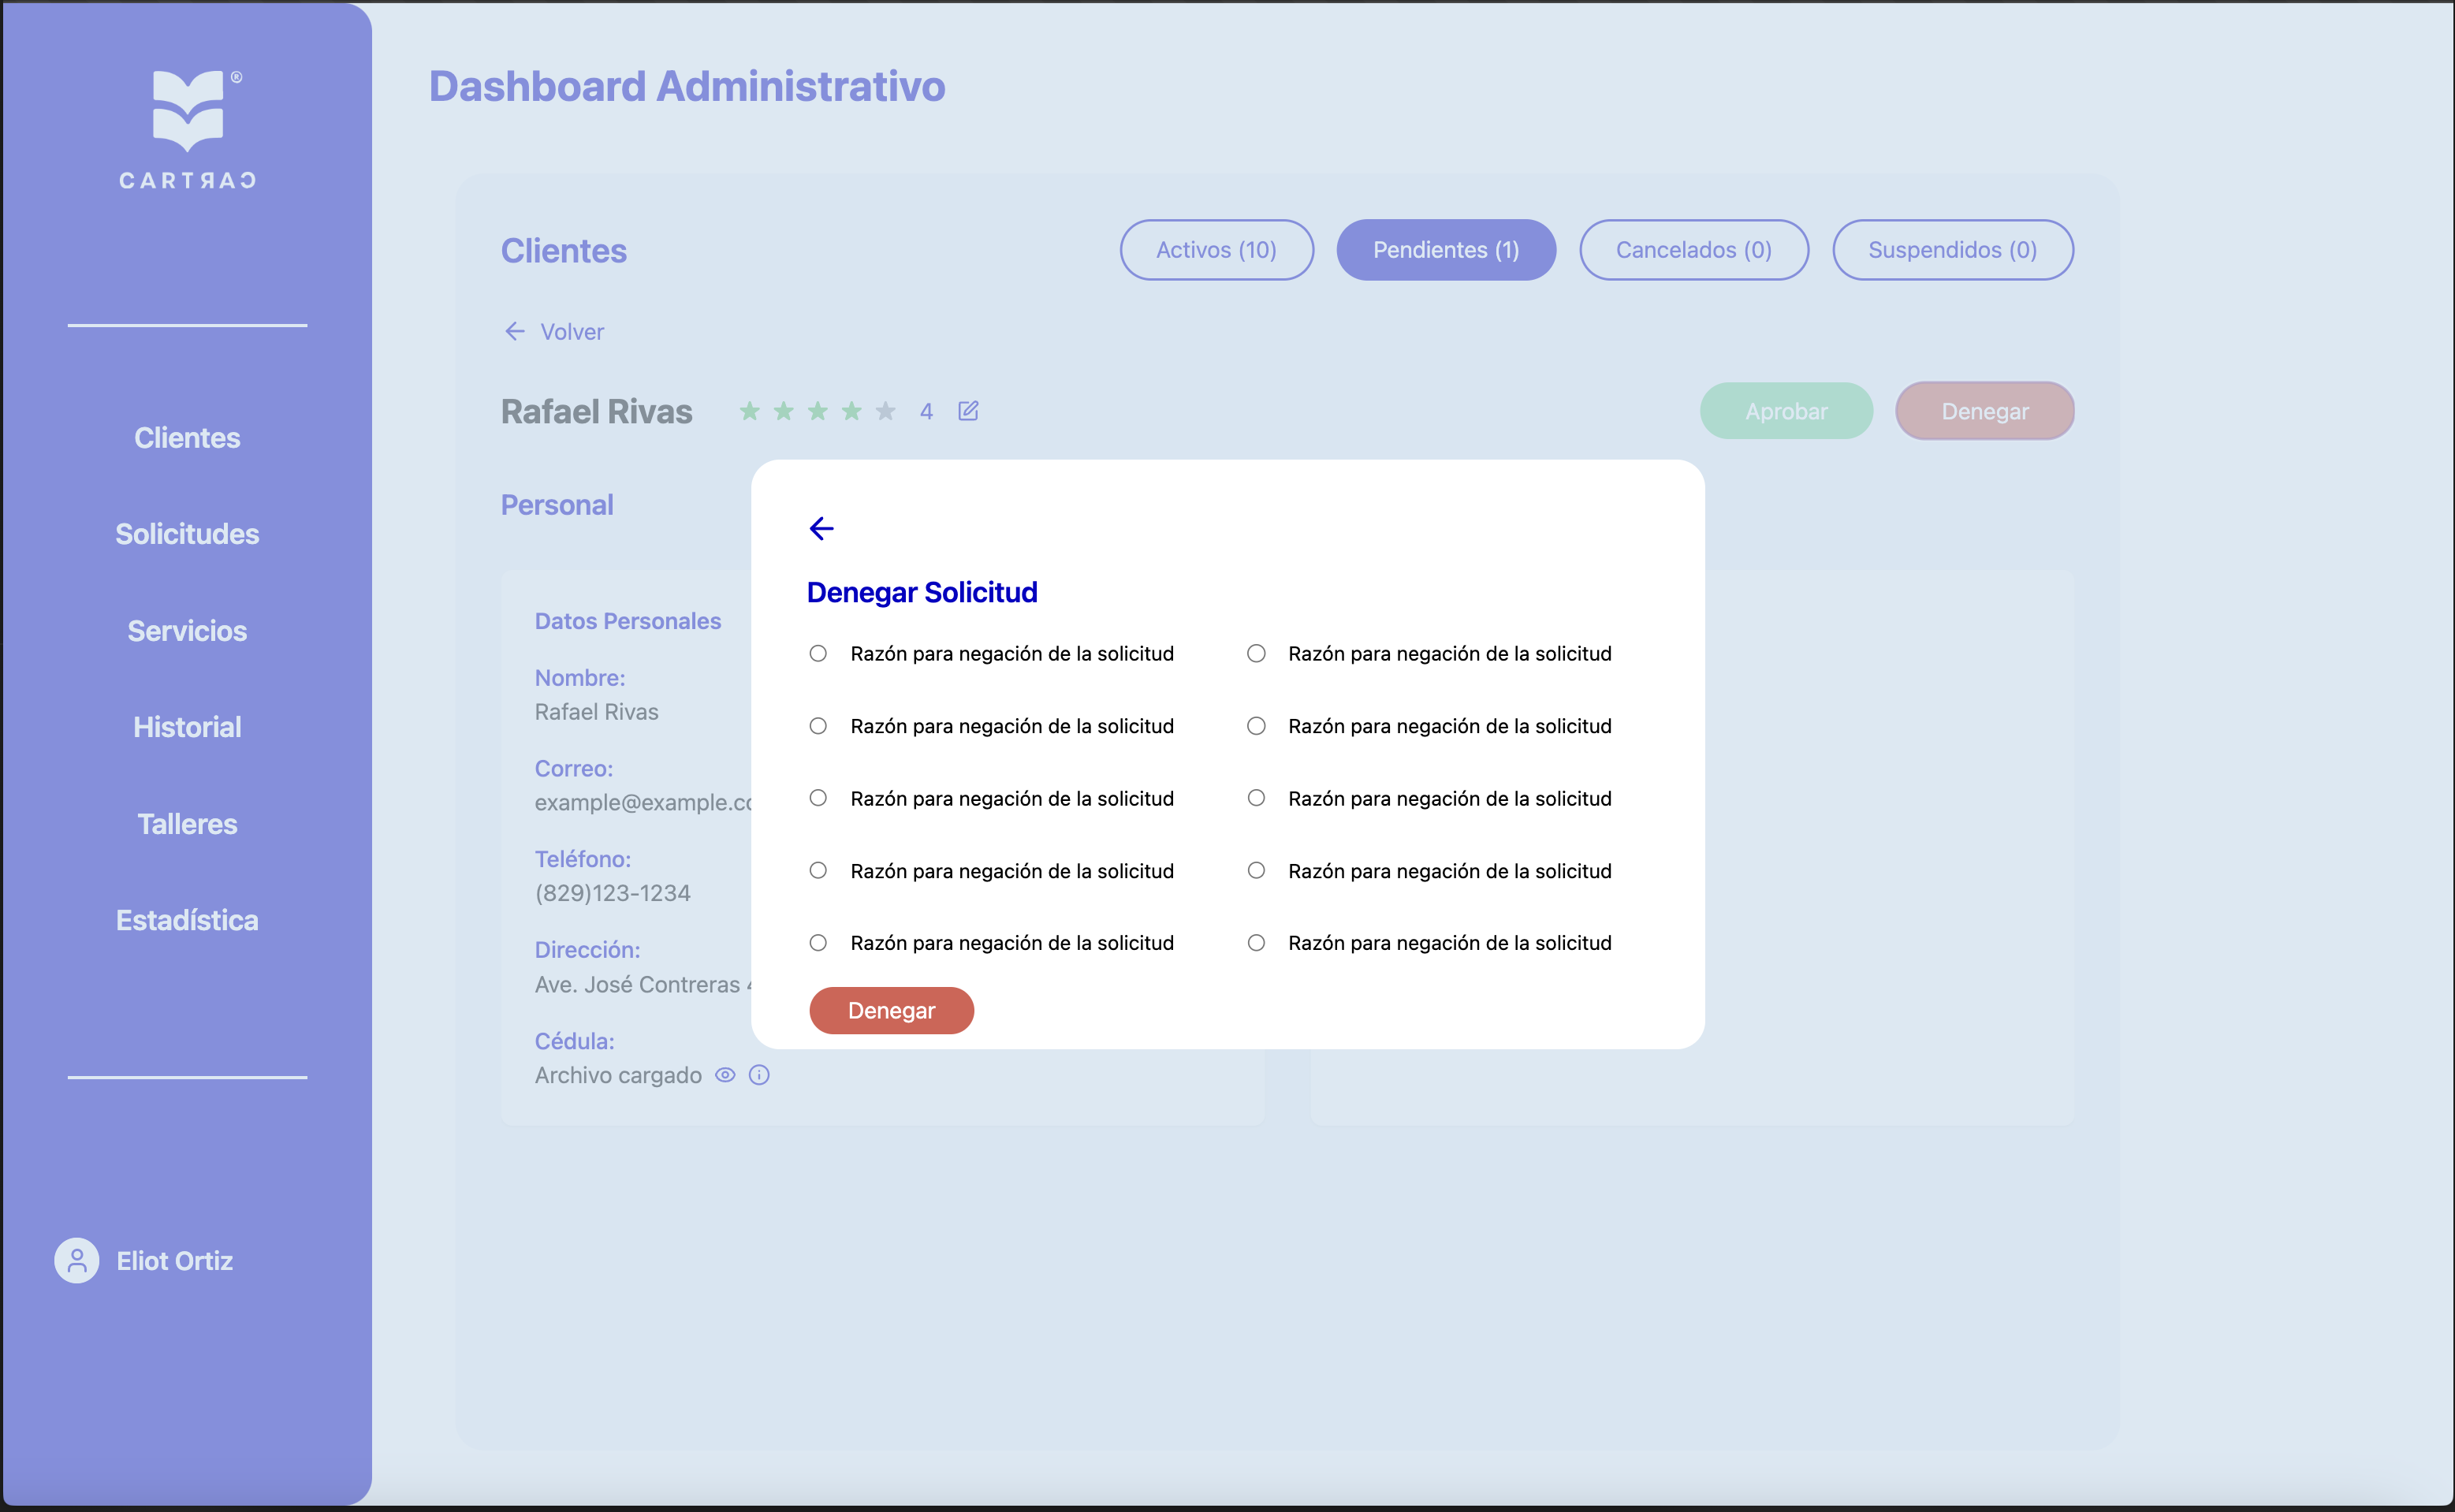 ®
CARTЯAƆ
Clientes
Solicitudes
Servicios
Historial
Talleres
Estadística
Eliot Ortiz
Dashboard Administrativo
Clientes
Activos (10)
Pendientes (1)
Cancelados (0)
Suspendidos (0)
Volver
Rafael Rivas
4
Aprobar
Denegar
Personal
Datos Personales
Nombre:
Rafael Rivas
Correo:
example@example.co
Teléfono:
(829)123-1234
Dirección:
Ave. José Contreras
Cédula:
Archivo cargado
Denegar Solicitud
Razón para negación de la solicitud
Razón para negación de la solicitud
Razón para negación de la solicitud
Razón para negación de la solicitud
Razón para negación de la solicitud
Razón para negación de la solicitud
Razón para negación de la solicitud
Razón para negación de la solicitud
Razón para negación de la solicitud
Razón para negación de la solicitud
Denegar